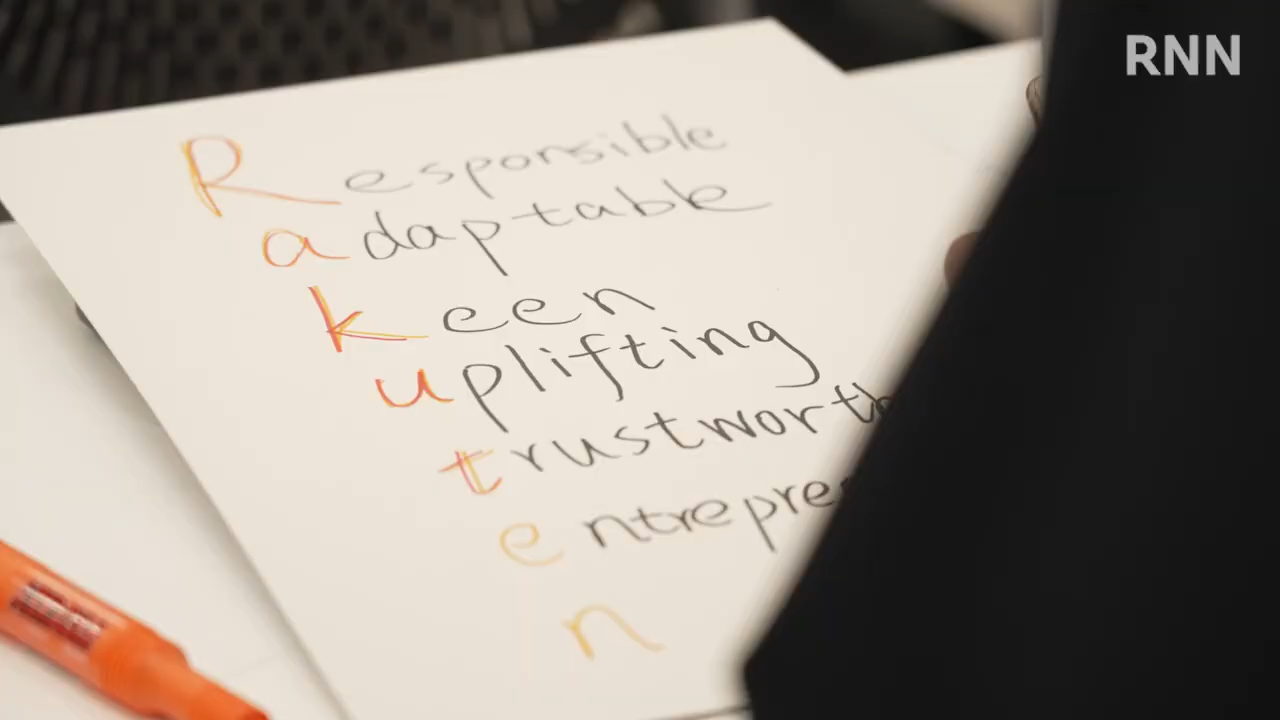 RNN
Responsible
adaptable
keen
uplifting
trustworth
entrepre
n